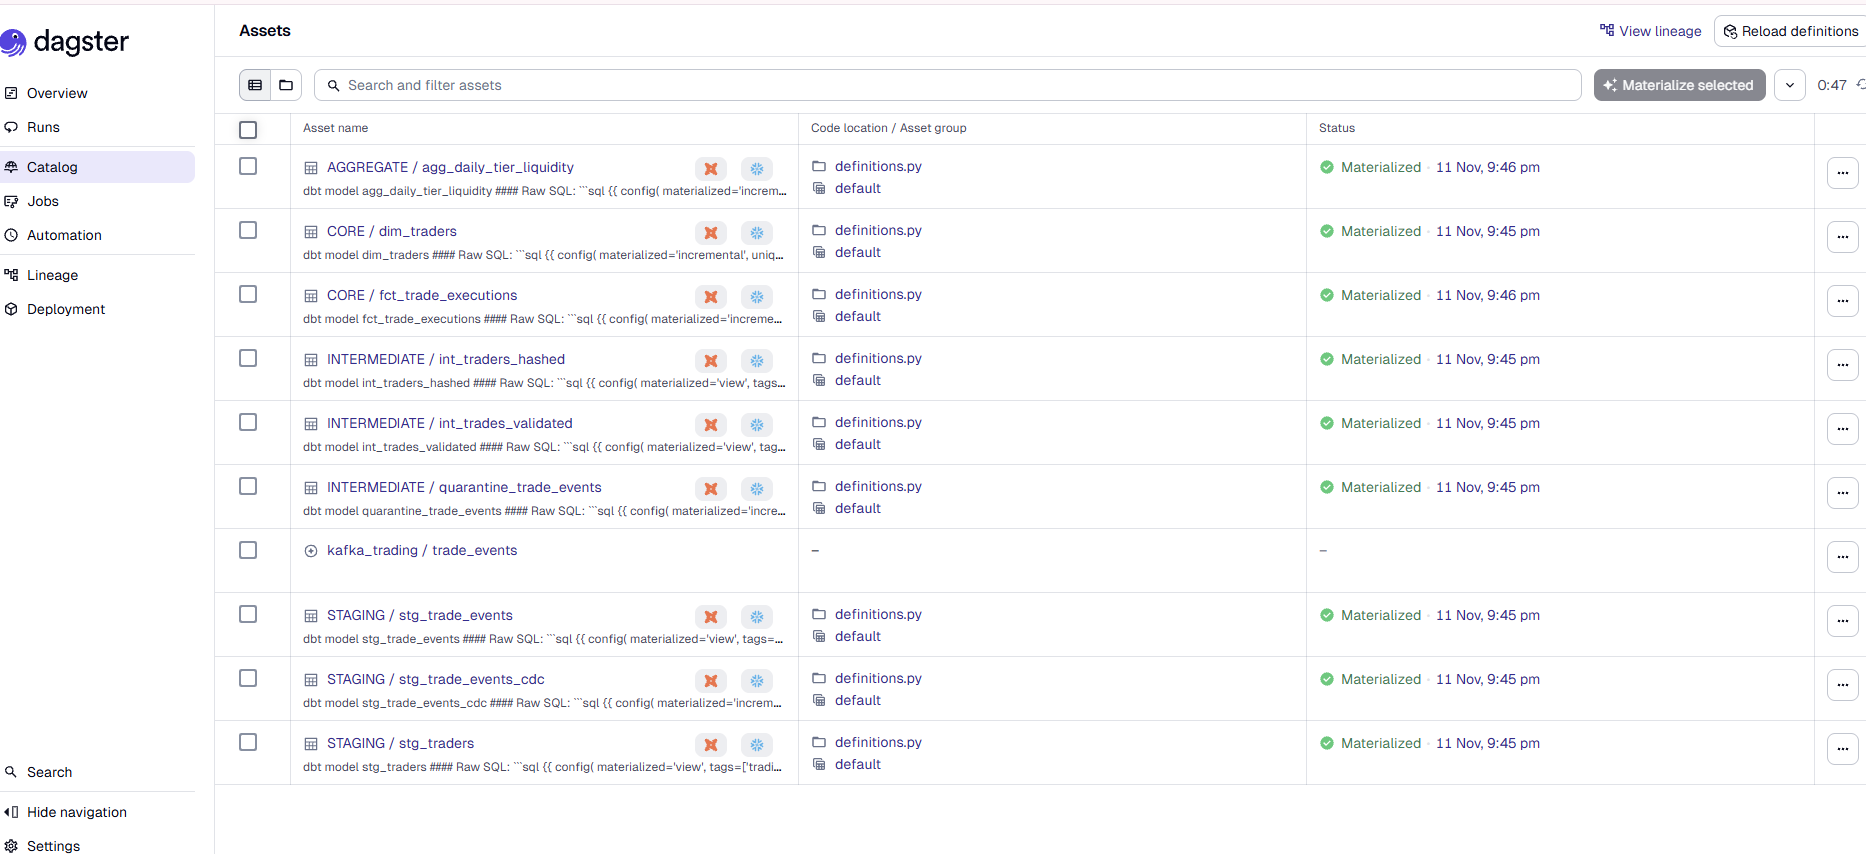 dagster
Overview
Runs
Catalog
Jobs
Automation
Lineage
Deployment
Search
Hide navigation
Settings
Assets
View lineage
Reload definitions
Search and filter assets
Materialize selected
0:47
Asset name
Code location / Asset group
Status
AGGREGATE / agg_daily_tier_liquidity
dbt model agg_daily_tier_liquidity #### Raw SQL: ```sql {{ config( materialized='increm...
definitions.py
default
Materialized · 11 Nov, 9:46 pm
CORE / dim_traders
dbt model dim_traders #### Raw SQL: ```sql {{ config( materialized='incremental', uniq...
definitions.py
default
Materialized · 11 Nov, 9:45 pm
CORE / fct_trade_executions
dbt model fct_trade_executions #### Raw SQL: ```sql {{ config( materialized='increme...
definitions.py
default
Materialized · 11 Nov, 9:46 pm
INTERMEDIATE / int_traders_hashed
dbt model int_traders_hashed #### Raw SQL: ```sql {{ config( materialized='view', tags...
definitions.py
default
Materialized · 11 Nov, 9:45 pm
INTERMEDIATE / int_trades_validated
dbt model int_trades_validated #### Raw SQL: ```sql {{ config( materialized='view', tag...
definitions.py
default
Materialized · 11 Nov, 9:45 pm
INTERMEDIATE / quarantine_trade_events
dbt model quarantine_trade_events #### Raw SQL: ```sql {{ config( materialized='incre...
definitions.py
default
Materialized · 11 Nov, 9:45 pm
kafka_trading / trade_events
–
–
STAGING / stg_trade_events
dbt model stg_trade_events #### Raw SQL: ```sql {{ config( materialized='view', tags=...
definitions.py
default
Materialized · 11 Nov, 9:45 pm
STAGING / stg_trade_events_cdc
dbt model stg_trade_events_cdc #### Raw SQL: ```sql {{ config( materialized='increm...
definitions.py
default
Materialized · 11 Nov, 9:45 pm
STAGING / stg_traders
dbt model stg_traders #### Raw SQL: ```sql {{ config( materialized='view', tags=['tradi...
definitions.py
default
Materialized · 11 Nov, 9:45 pm